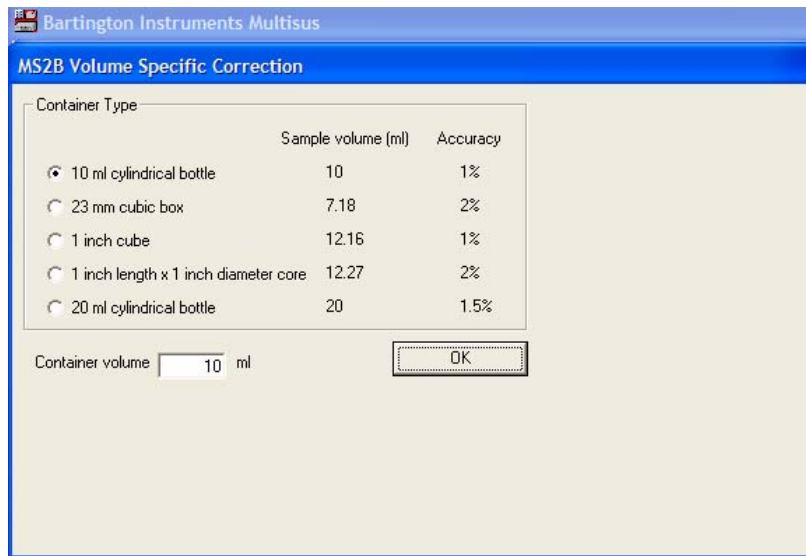 Bartington Instruments Multisus
MS2B Volume Specific Correction
Container Type
Sample volume (ml) Accuracy
10 ml cylindrical bottle 10 1%
23 mm cubic box 7.18 2%
1 inch cube 12.16 1%
1 inch length x 1 inch diameter core 12.27 2%
20 ml cylindrical bottle 20 1.5%
Container volume 10 ml OK